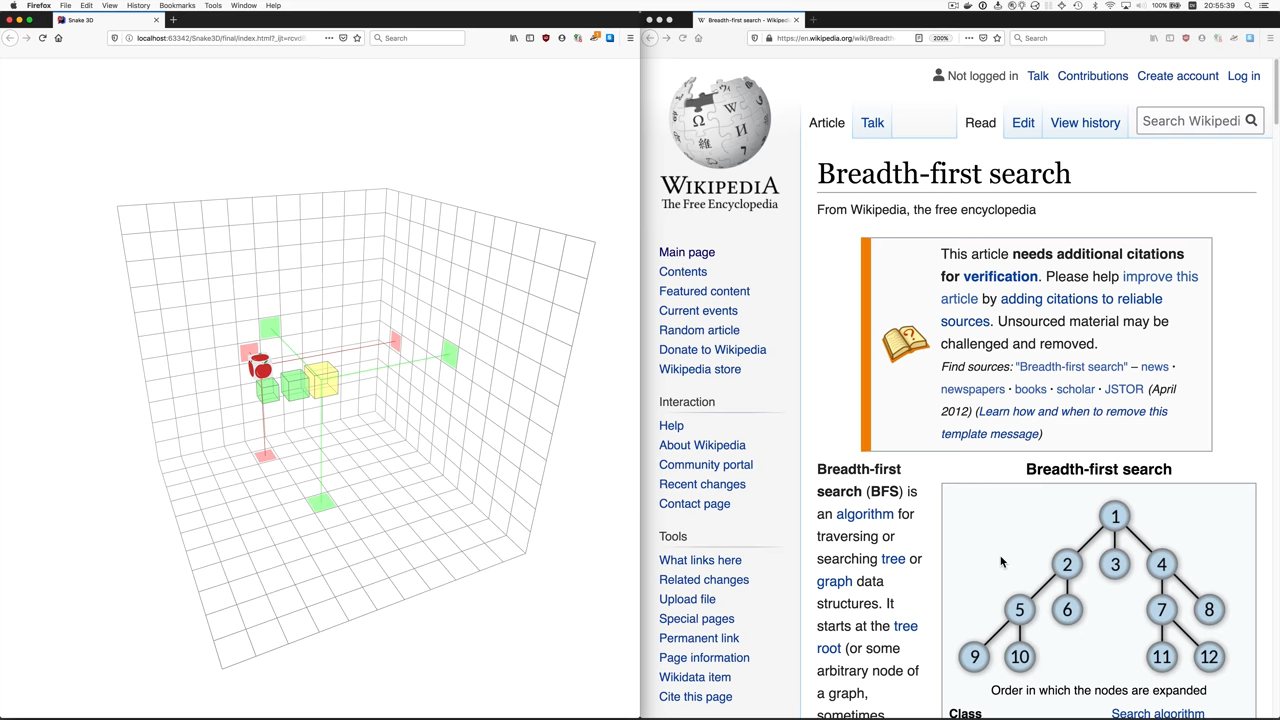 Firefox File Edit View History Bookmarks Tools Window Help
100% 20:55:39
Snake 3D
localhost:63342/Snake3D/final/index.html?_ijt=rcvd
Search
Breadth-first search - Wikiped
https://en.wikipedia.org/wiki/Breadth
200%
Search
Not logged in Talk Contributions Create account Log in
Article Talk Read Edit View history Search Wikipedi
WIKIPEDIA
The Free Encyclopedia
Main page
Contents
Featured content
Current events
Random article
Donate to Wikipedia
Wikipedia store
Interaction
Help
About Wikipedia
Community portal
Recent changes
Contact page
Tools
What links here
Related changes
Upload file
Special pages
Permanent link
Page information
Wikidata item
Cite this page
Breadth-first search
From Wikipedia, the free encyclopedia
This article needs additional citations
for verification. Please help improve this
article by adding citations to reliable
sources. Unsourced material may be
challenged and removed.
Find sources: "Breadth-first search" – news ·
newspapers · books · scholar · JSTOR (April
2012) (Learn how and when to remove this
template message)
Breadth-first
search (BFS) is
an algorithm for
traversing or
searching tree or
graph data
structures. It
starts at the tree
root (or some
arbitrary node of
a graph,
sometimes
Breadth-first search
1
2 3 4
5 6 7 8
9 10 11 12
Order in which the nodes are expanded
Class Search algorithm